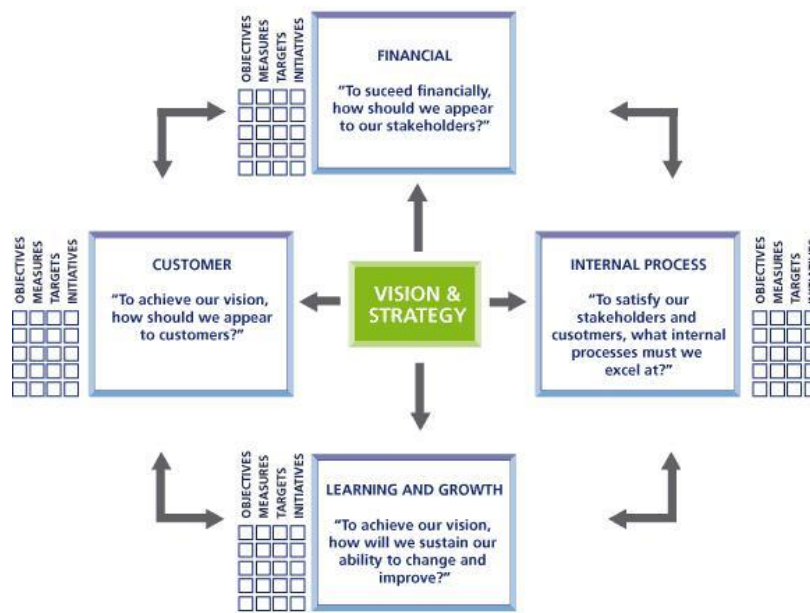 OBJECTIVES
MEASURES
TARGETS
INITIATIVES
FINANCIAL
“To suceed financially,
how should we appear
to our stakeholders?”
OBJECTIVES
MEASURES
TARGETS
INITIATIVES
CUSTOMER
“To achieve our vision,
how should we appear
to customers?”
VISION &
STRATEGY
INTERNAL PROCESS
“To satisfy our
stakeholders and
cusotmers, what internal
processes must we
excel at?”
OBJECTIVES
MEASURES
TARGETS
INITIATIVES
OBJECTIVES
MEASURES
TARGETS
INITIATIVES
LEARNING AND GROWTH
“To achieve our vision,
how will we sustain our
ability to change and
improve?”